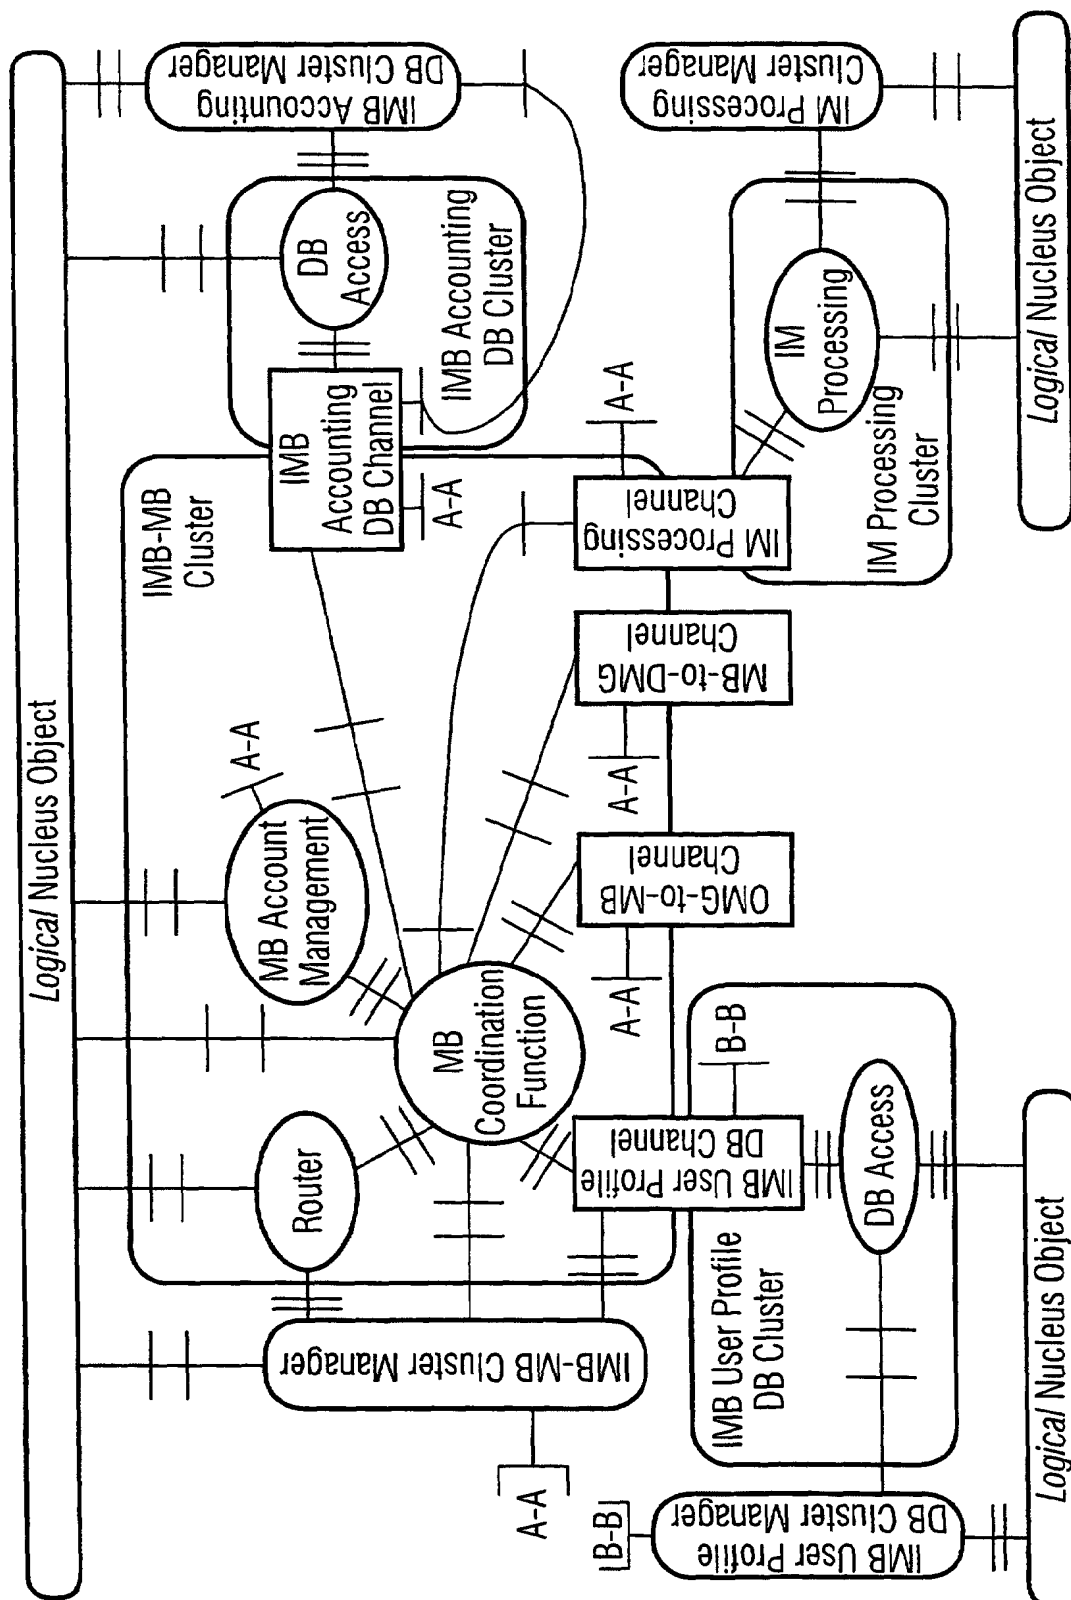 Logical Nucleus Object
IMB-MB Cluster Manager
A-A
Router
MB
Coordination
Function
MB Account
Management
A-A
IMB-MB
Cluster
IMB
Accounting
DB Channel
A-A
DB
Access
IMB Accounting
DB Cluster
IMB Accounting
DB Cluster Manager
IMB User Profile
DB Channel
B-B
OMG-to-MB
Channel
A-A
MB-to-DMG
Channel
A-A
IM Processing
Channel
A-A
IMB User Profile
DB Cluster
DB Access
B-B
IMB User Profile
DB Cluster Manager
Logical Nucleus Object
IM
Processing
IM Processing
Cluster
IM Processing
Cluster Manager
Logical Nucleus Object